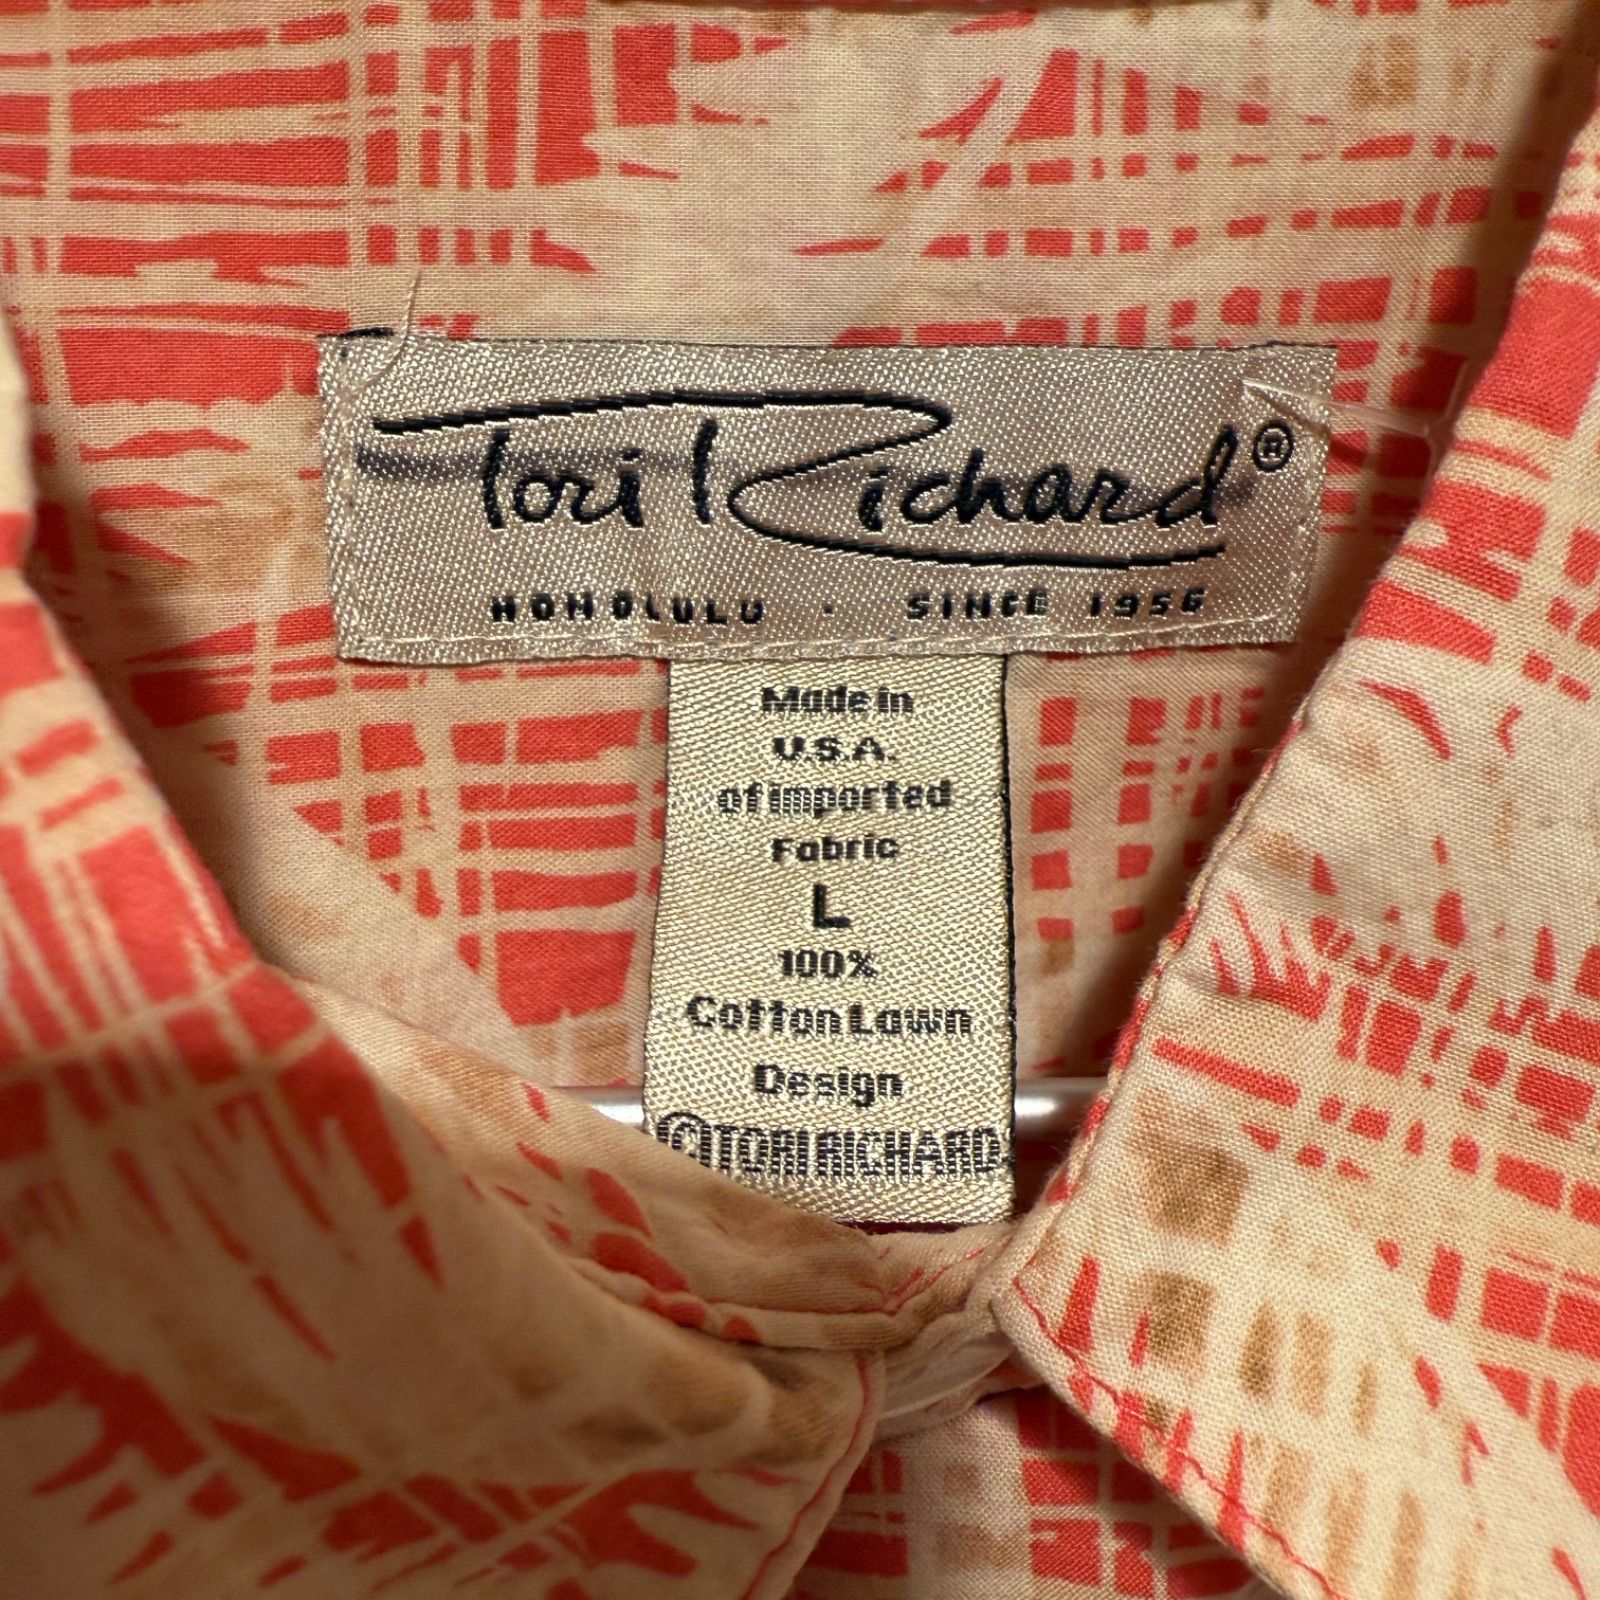 Tori Richard®
HONOLULU · SINCE 1956
Made in
U.S.A.
of imported
Fabric
L
100%
Cotton Lawn
Design
©TORI RICHARD